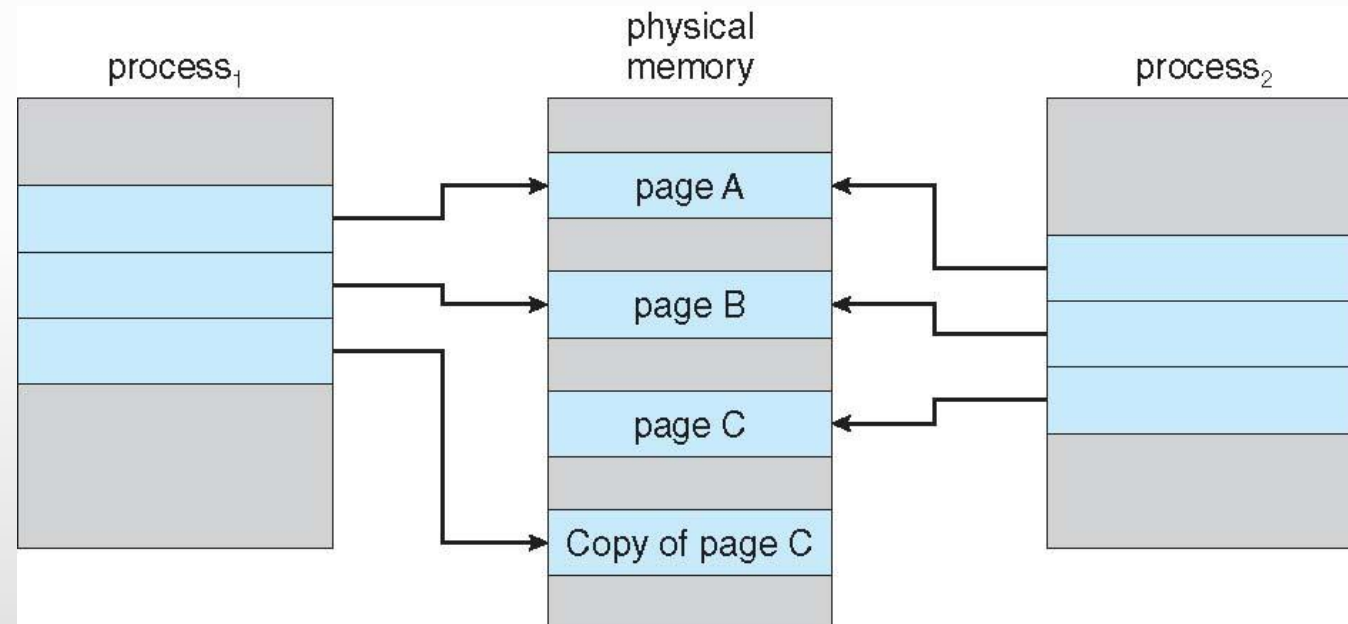 physical
memory
process₁
process₂
page A
page B
page C
Copy of page C